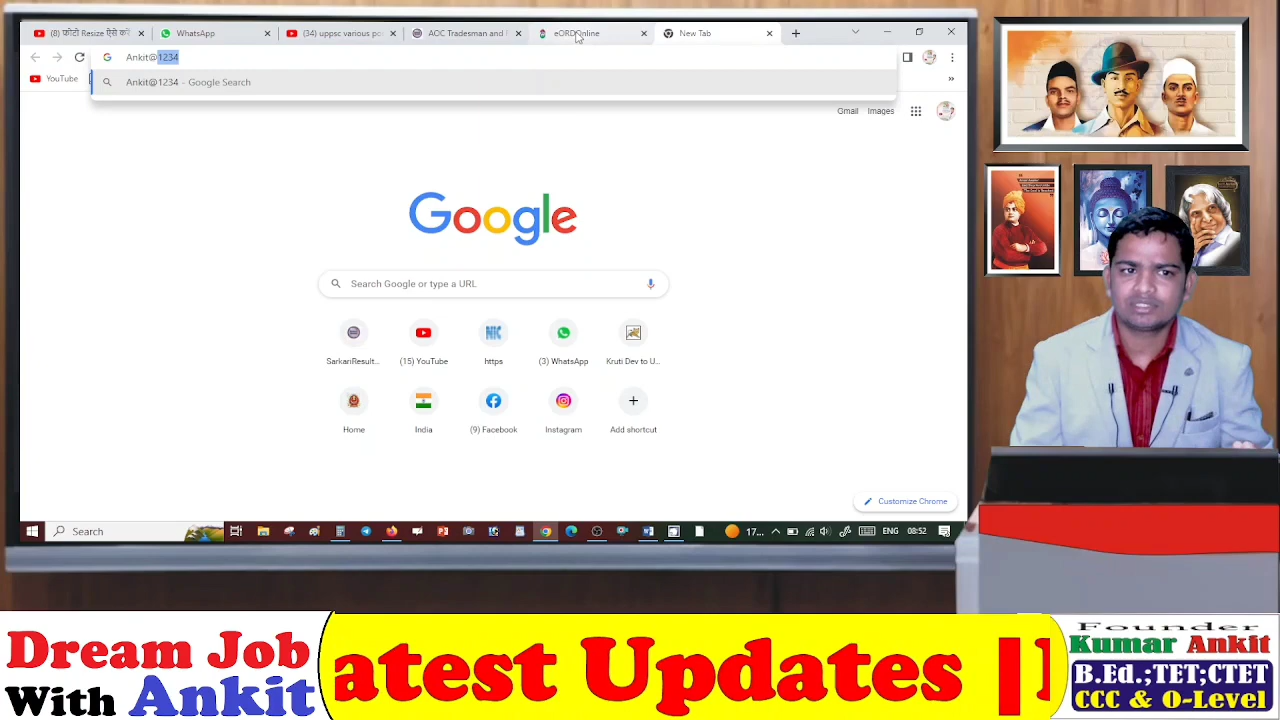 (8) फोटो Resize ऐसे करे
WhatsApp
(34) uppsc various po
AOC Tradesman and
eORDOnline
New Tab
Ankit@1234
YouTube
Ankit@1234 - Google Search
Gmail Images
Google
Search Google or type a URL
SarkariResult...
(15) YouTube
https
(3) WhatsApp
Kruti Dev to U...
Home
India
(9) Facebook
Instagram
Add shortcut
Customize Chrome
Search
17...
ENG
08:52
Dream Job
With Ankit
atest Updates ||
Founder
Kumar Ankit
B.Ed.;TET;CTET
CCC & O-Level